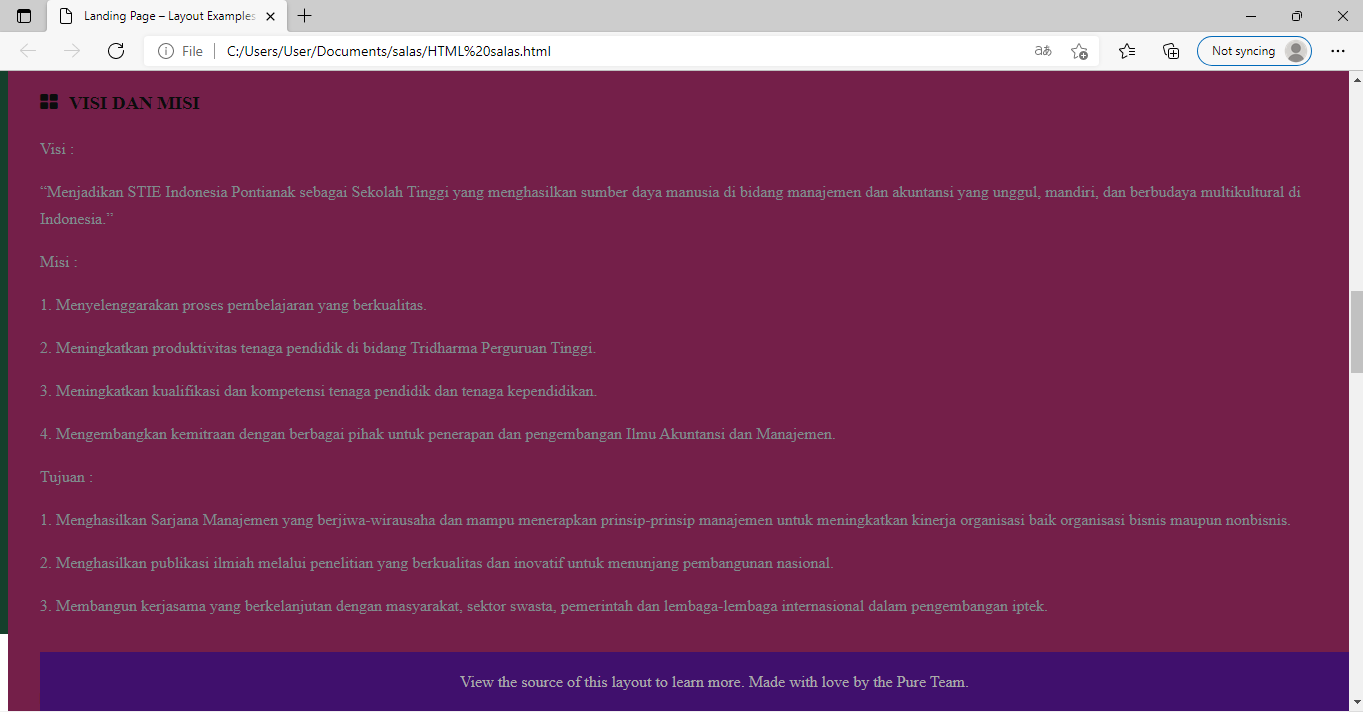 Landing Page – Layout Examples
File
C:/Users/User/Documents/salas/HTML%20salas.html
aあ
Not syncing
VISI DAN MISI
Visi :
“Menjadikan STIE Indonesia Pontianak sebagai Sekolah Tinggi yang menghasilkan sumber daya manusia di bidang manajemen dan akuntansi yang unggul, mandiri, dan berbudaya multikultural di
Indonesia.”
Misi :
1. Menyelenggarakan proses pembelajaran yang berkualitas.
2. Meningkatkan produktivitas tenaga pendidik di bidang Tridharma Perguruan Tinggi.
3. Meningkatkan kualifikasi dan kompetensi tenaga pendidik dan tenaga kependidikan.
4. Mengembangkan kemitraan dengan berbagai pihak untuk penerapan dan pengembangan Ilmu Akuntansi dan Manajemen.
Tujuan :
1. Menghasilkan Sarjana Manajemen yang berjiwa-wirausaha dan mampu menerapkan prinsip-prinsip manajemen untuk meningkatkan kinerja organisasi baik organisasi bisnis maupun nonbisnis.
2. Menghasilkan publikasi ilmiah melalui penelitian yang berkualitas dan inovatif untuk menunjang pembangunan nasional.
3. Membangun kerjasama yang berkelanjutan dengan masyarakat, sektor swasta, pemerintah dan lembaga-lembaga internasional dalam pengembangan iptek.
View the source of this layout to learn more. Made with love by the Pure Team.